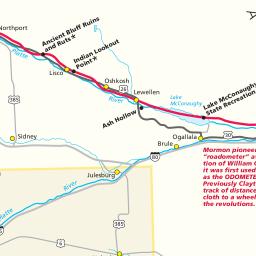 Northport
Ancient Bluff Ruins
and Ruts★
Platte
Lisco
Indian Lookout
Point★
Oshkosh
26
River
Lewellen
Ash Hollow
Lake
McConaughy
Lake McConaughy
State Recreation
385
Sidney
Ogallala
30
Brule
80
Julesburg
River
Platte
385
Mormon pioneer
"roadometer" a
tion of William C
it was first used
as the ODOMETE
Previously Clayt
track of distance
cloth to a wheel
the revolutions.